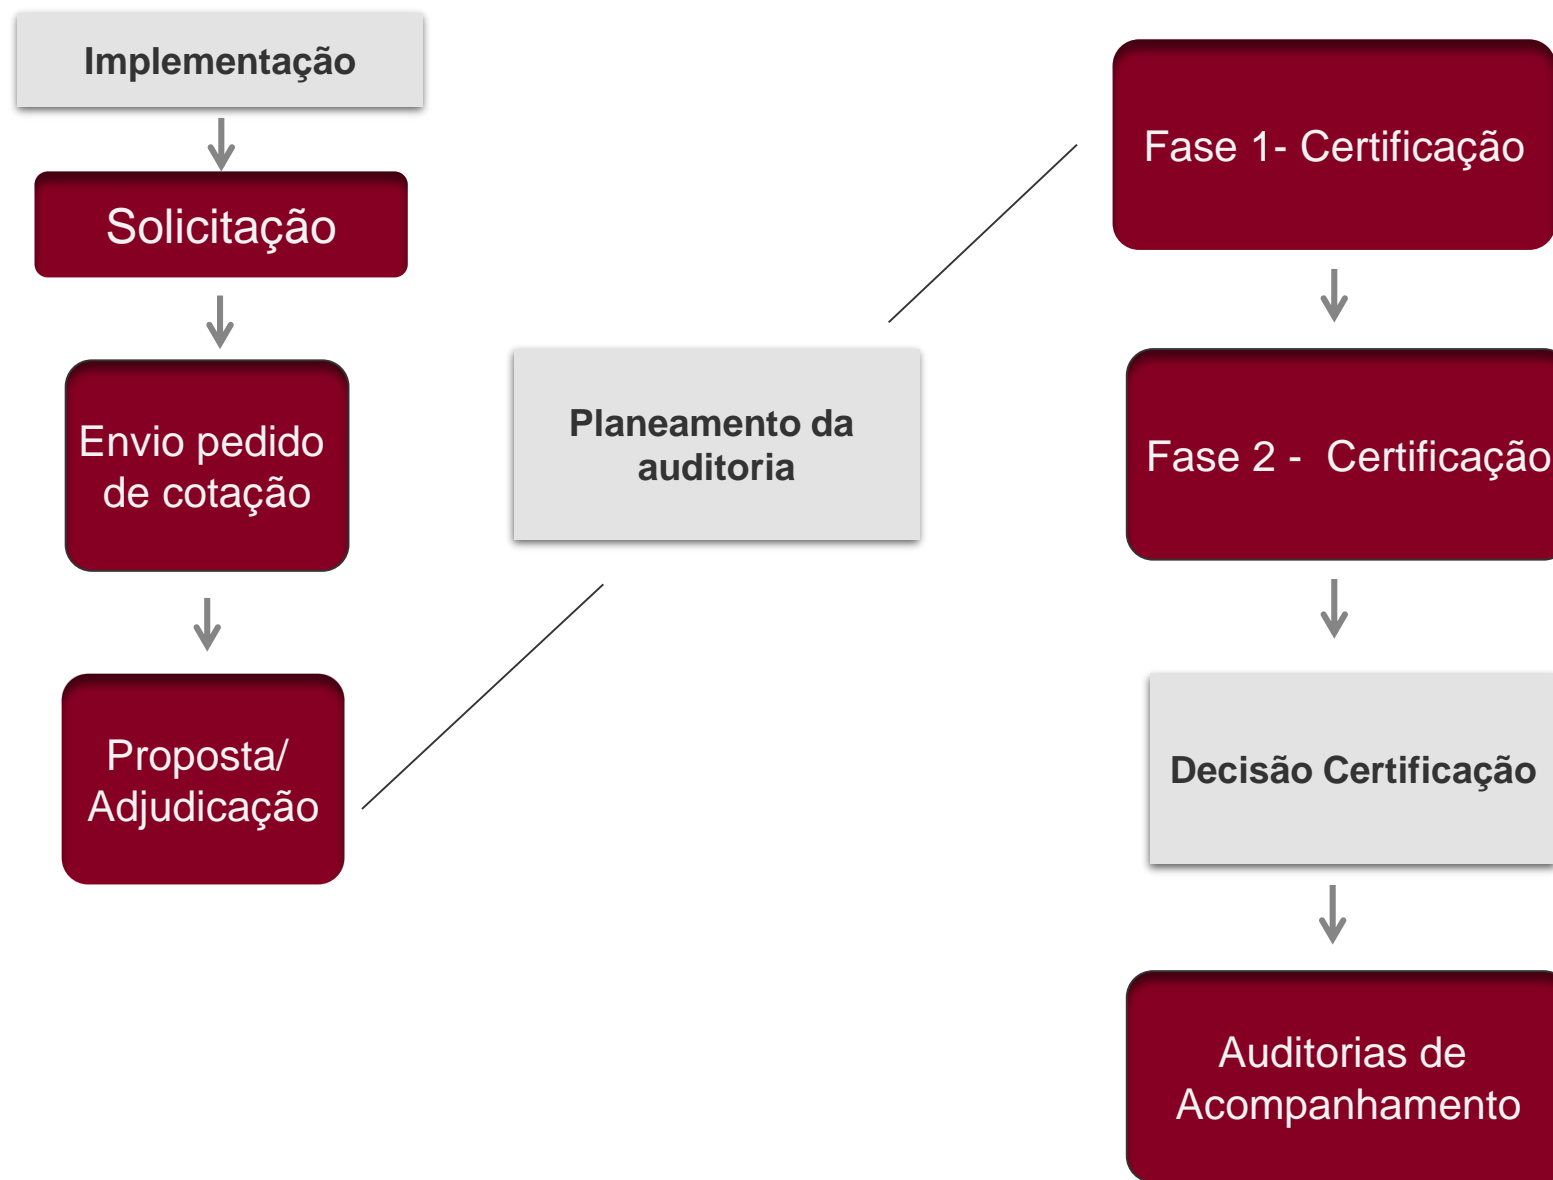 Implementação
Solicitação
Envio pedido
de cotação
Proposta/
Adjudicação
Planeamento da
auditoria
Fase 1- Certificação
Fase 2 -  Certificação
Decisão Certificação
Auditorias de
Acompanhamento